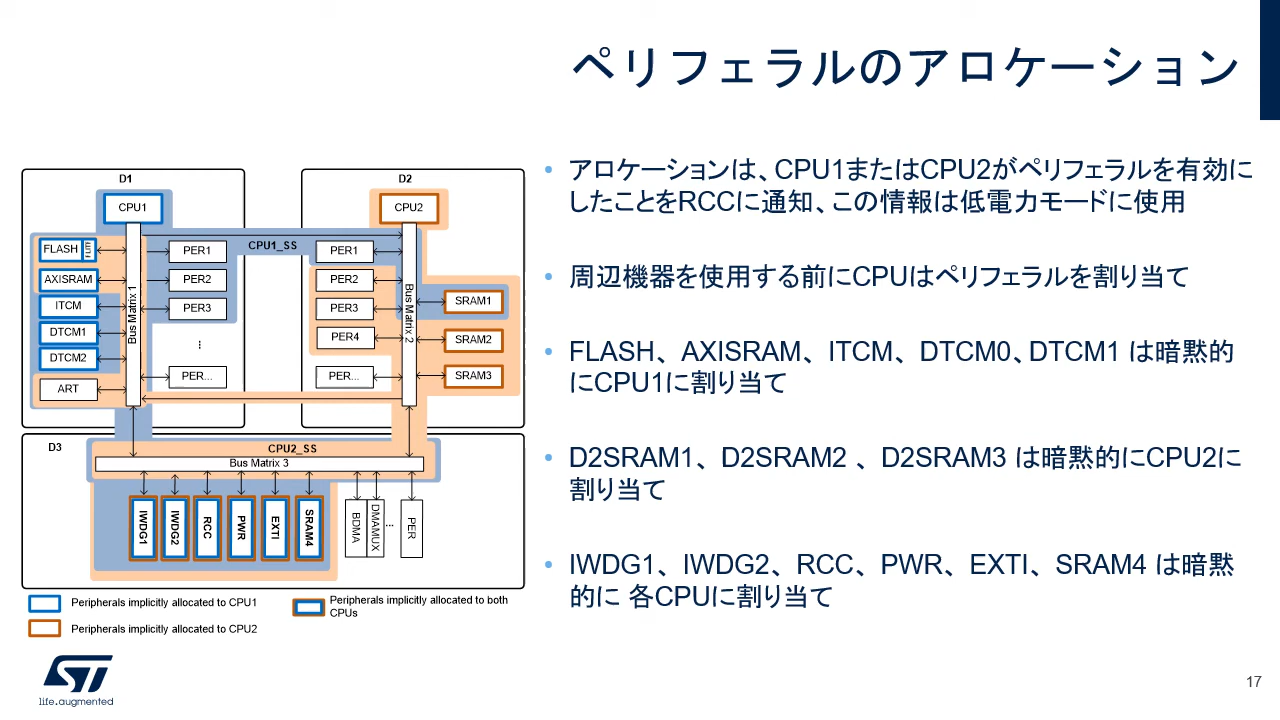 ペリフェラルのアロケーション
D1
CPU1
FLASH
FLITF
AXISRAM
ITCM
DTCM1
DTCM2
ART
Bus Matrix 1
PER1
PER2
PER3
...
PER...
CPU1_SS
D2
CPU2
PER1
PER2
PER3
PER4
PER...
Bus Matrix 2
SRAM1
SRAM2
SRAM3
D3
CPU2_SS
Bus Matrix 3
IWDG1
IWDG2
RCC
PWR
EXTI
SRAM4
BDMA
DMAMUX
...
PER
Peripherals implicitly allocated to CPU1
Peripherals implicitly allocated to CPU2
Peripherals implicitly allocated to both
CPUs
• アロケーションは、CPU1またはCPU2がペリフェラルを有効に
したことをRCCに通知、この情報は低電力モードに使用
• 周辺機器を使用する前にCPUはペリフェラルを割り当て
• FLASH、 AXISRAM、 ITCM、 DTCM0、DTCM1 は暗黙的
にCPU1に割り当て
• D2SRAM1、 D2SRAM2 、 D2SRAM3 は暗黙的にCPU2に
割り当て
• IWDG1、 IWDG2、 RCC、 PWR、 EXTI、 SRAM4 は暗黙
的に 各CPUに割り当て
ST
life.augmented
17